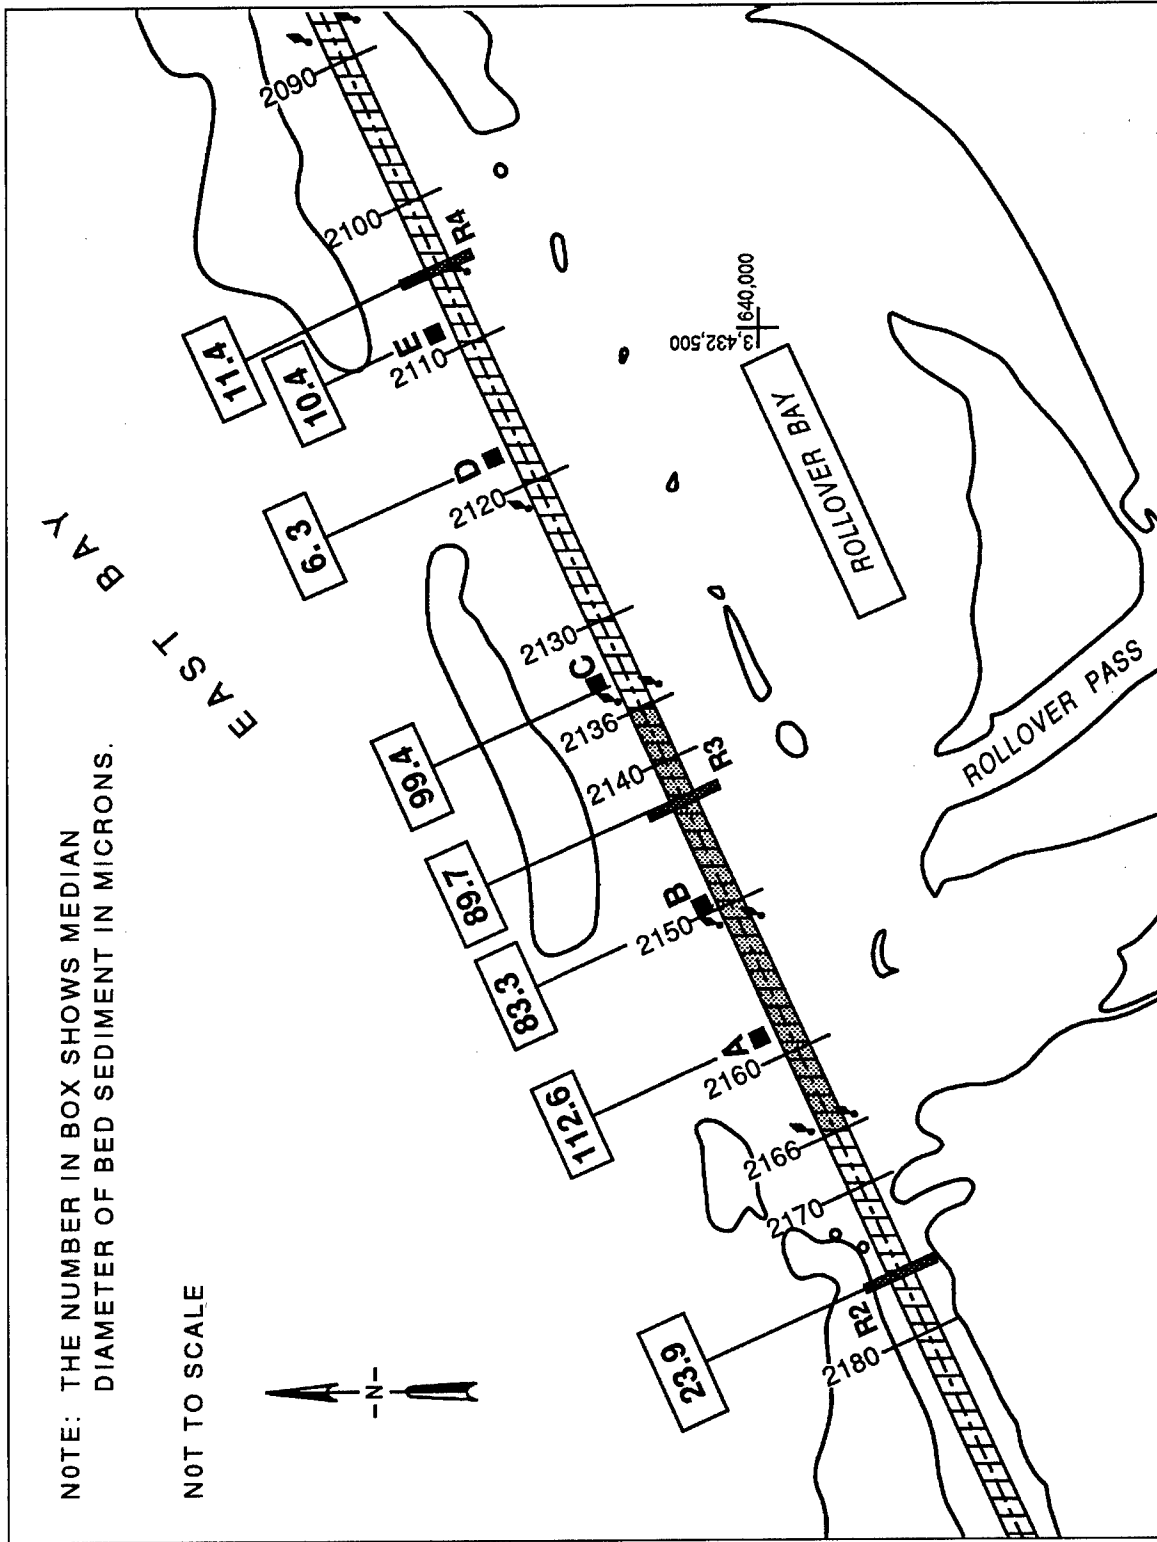 NOTE: THE NUMBER IN BOX SHOWS MEDIAN
DIAMETER OF BED SEDIMENT IN MICRONS.
NOT TO SCALE
-N-
EAST BAY
2090
2100
R4
11.4
10.4
E
2110
3,432,500
640,000
D
6.3
2120
ROLLOVER BAY
2130
C
99.4
2136
2140
R3
89.7
B
83.3
2150
ROLLOVER PASS
A
112.6
2160
2166
2170
R2
23.9
2180